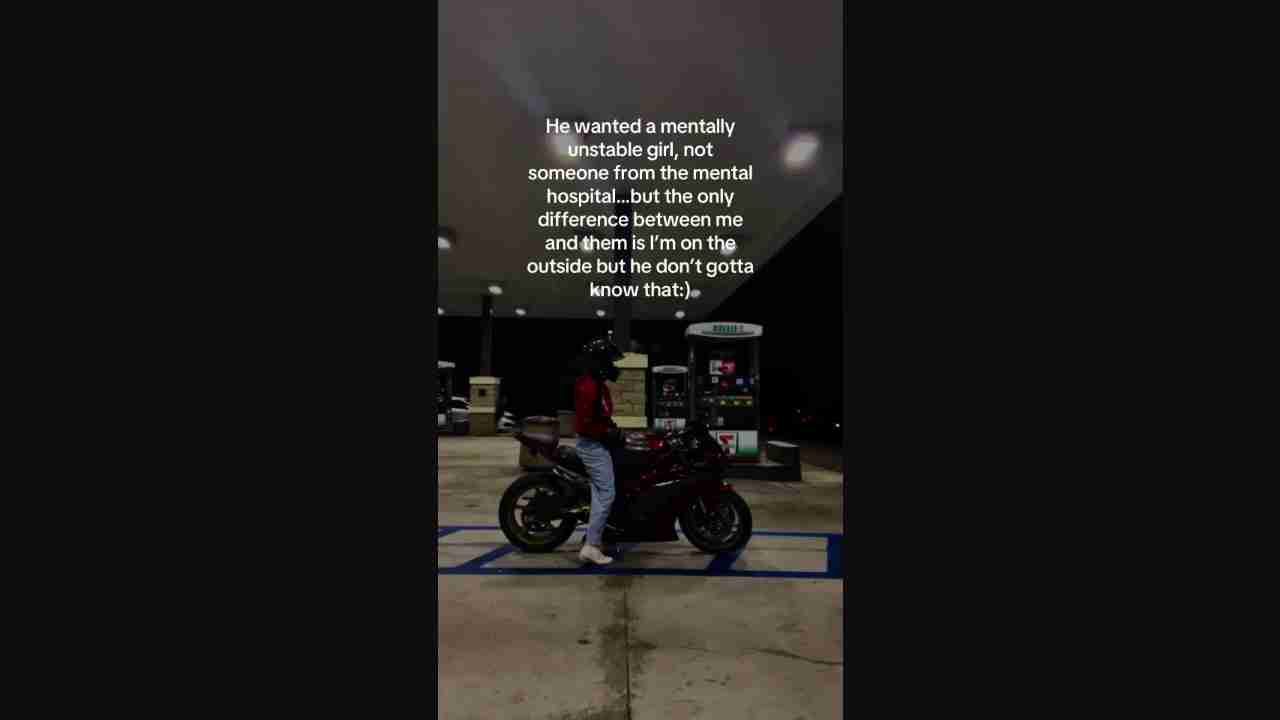 He wanted a mentally
unstable girl, not
someone from the mental
hospital...but the only
difference between me
and them is I'm on the
outside but he don't gotta
know that:)